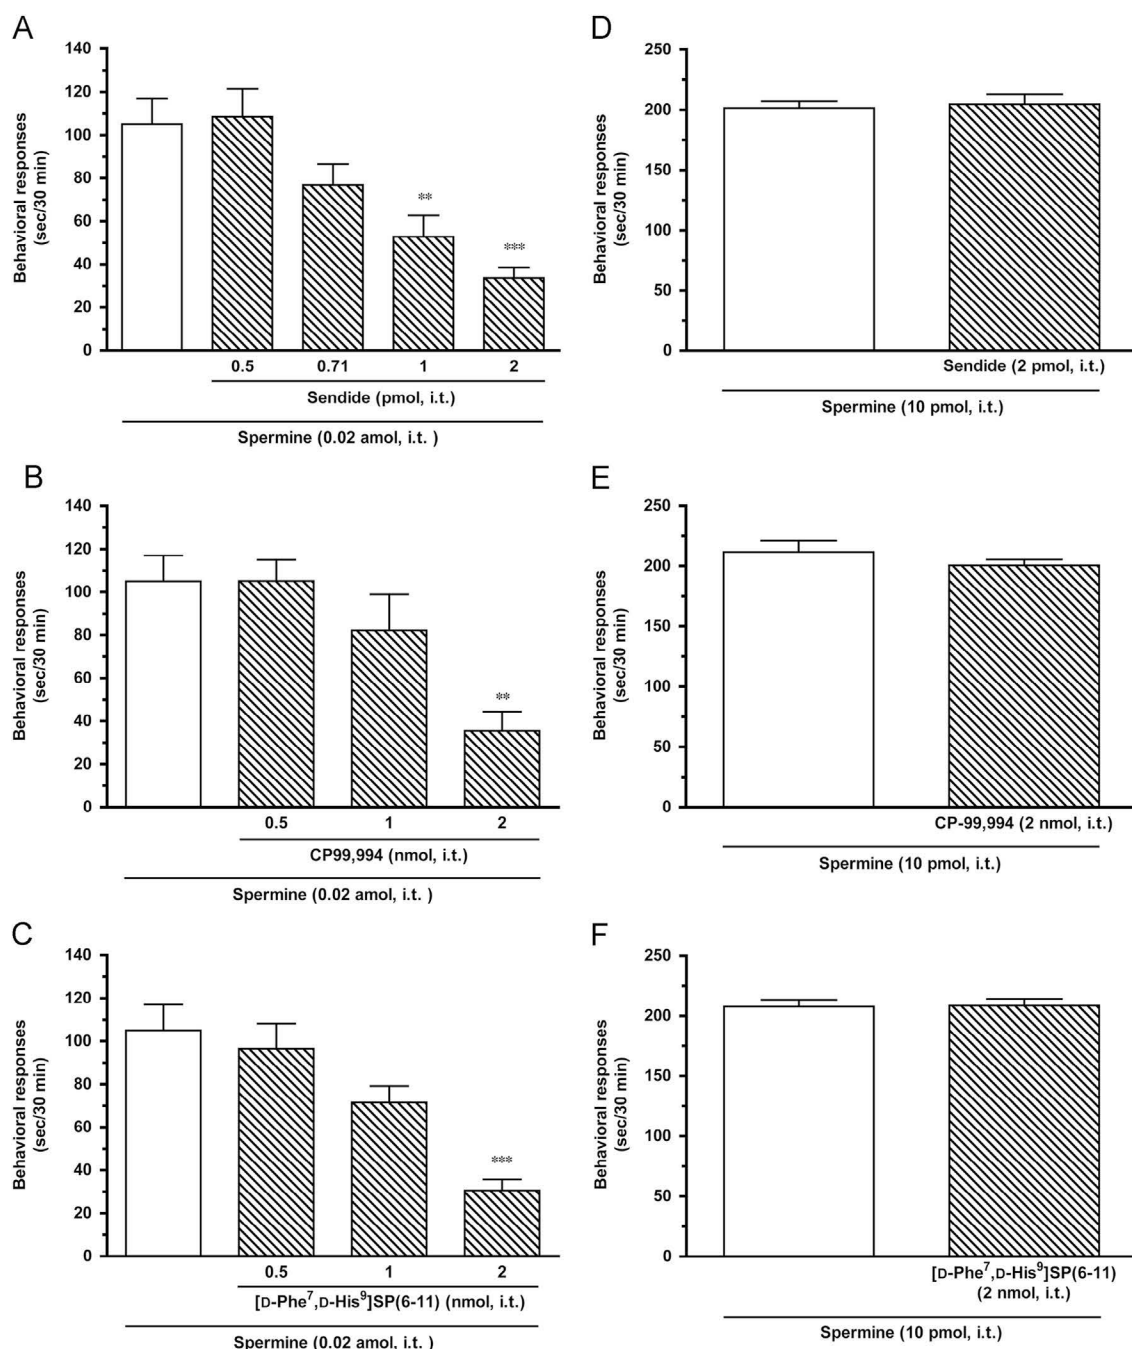 A
Behavioral responses
(sec/30 min)
140
120
100
80
60
40
20
0
**
***
0.5 0.71 1 2
Sendide (pmol, i.t.)
Spermine (0.02 amol, i.t. )
D
Behavioral responses
(sec/30 min)
250
200
150
100
50
0
Sendide (2 pmol, i.t.)
Spermine (10 pmol, i.t.)
B
Behavioral responses
(sec/30 min)
140
120
100
80
60
40
20
0
**
0.5 1 2
CP99,994 (nmol, i.t.)
Spermine (0.02 amol, i.t. )
E
Behavioral responses
(sec/30 min)
250
200
150
100
50
0
CP-99,994 (2 nmol, i.t.)
Spermine (10 pmol, i.t.)
C
Behavioral responses
(sec/30 min)
140
120
100
80
60
40
20
0
***
0.5 1 2
[D-Phe⁷,D-His⁹]SP(6-11) (nmol, i.t.)
Spermine (0.02 amol, i.t.)
F
Behavioral responses
(sec/30 min)
250
200
150
100
50
0
[D-Phe⁷,D-His⁹]SP(6-11)
(2 nmol, i.t.)
Spermine (10 pmol, i.t.)